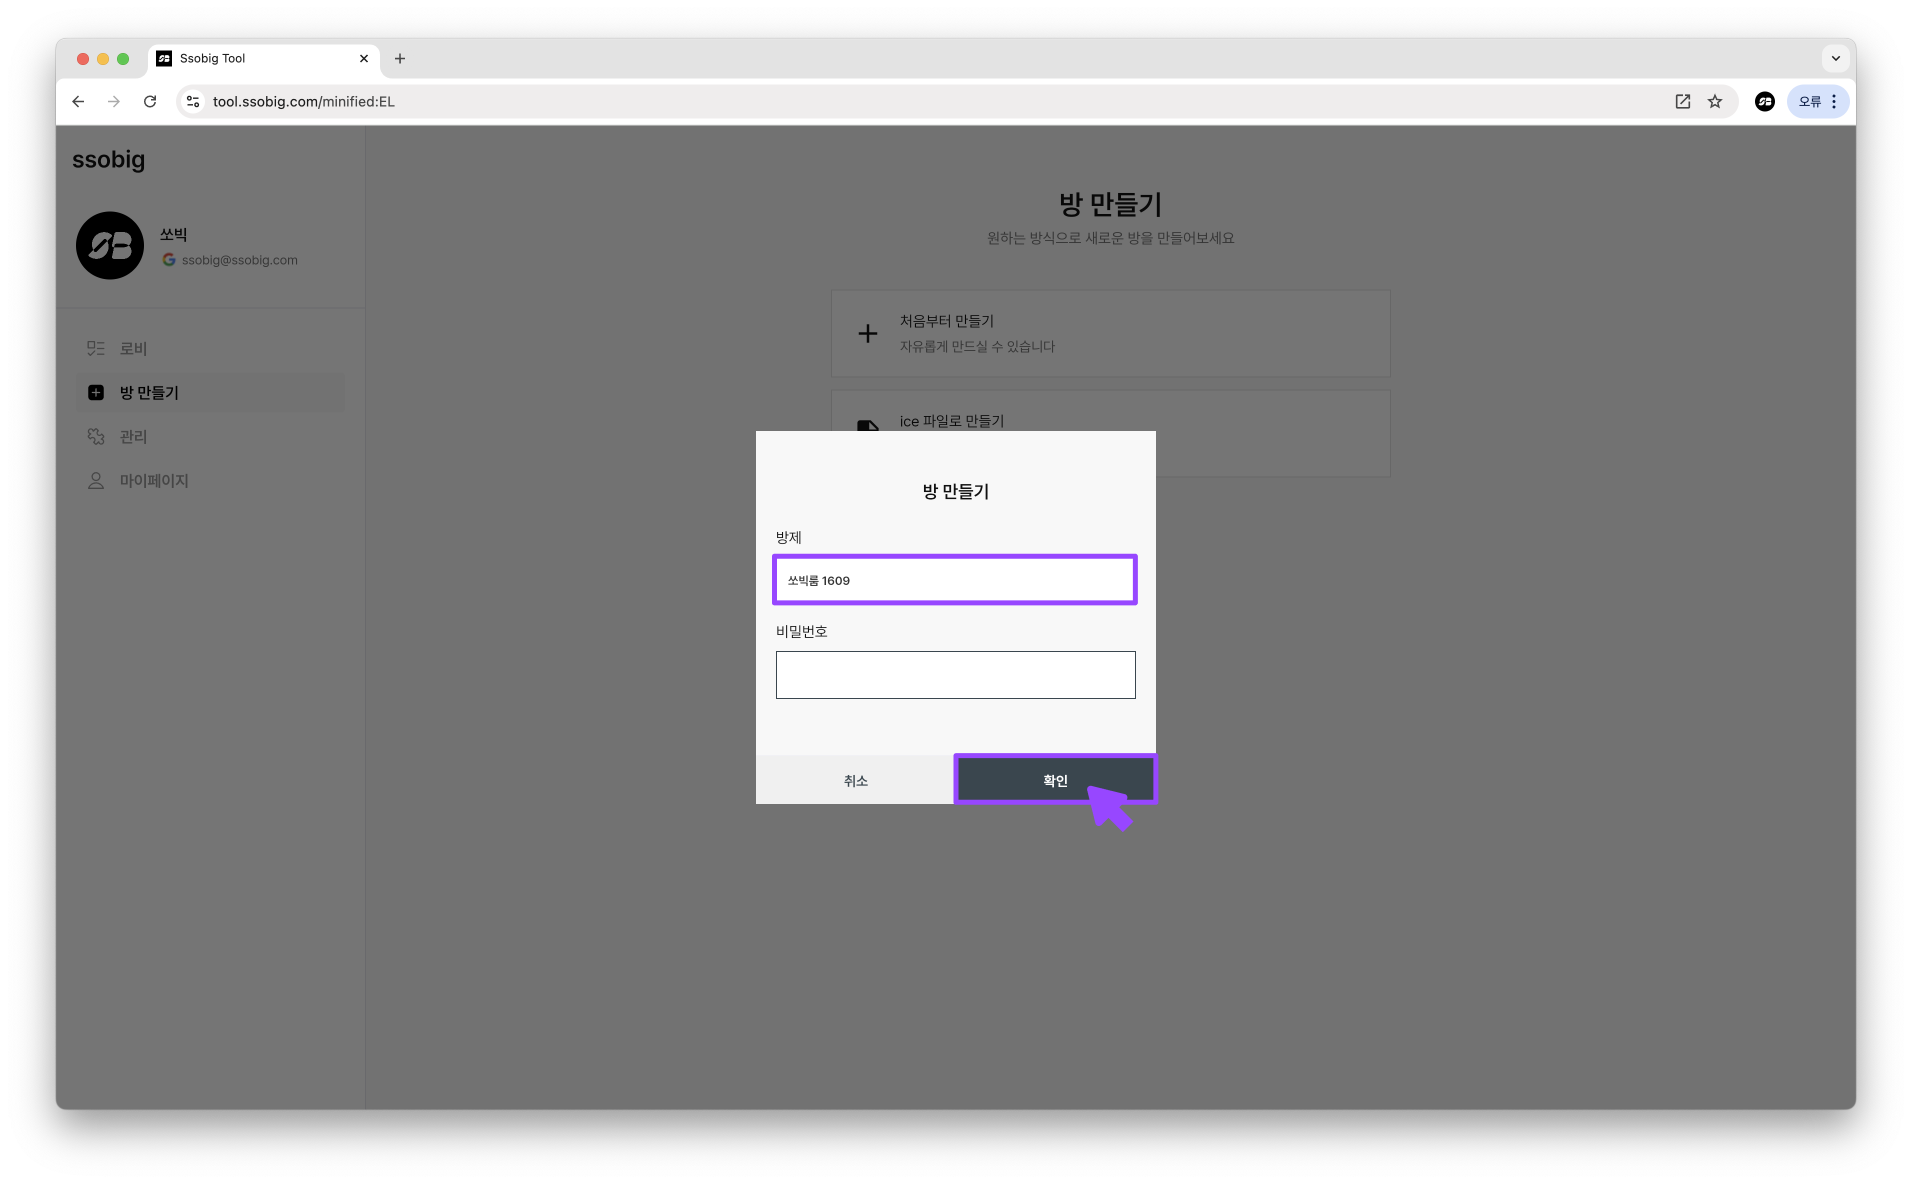 Ssobig Tool
tool.ssobig.com/minified:EL
오류
ssobig
SB
쏘빅
ssobig@ssobig.com
로비
방 만들기
관리
마이페이지
방 만들기
원하는 방식으로 새로운 방을 만들어보세요
처음부터 만들기
자유롭게 만드실 수 있습니다
ice 파일로 만들기
방 만들기
방제
쏘빅룸 1609
비밀번호
취소
확인